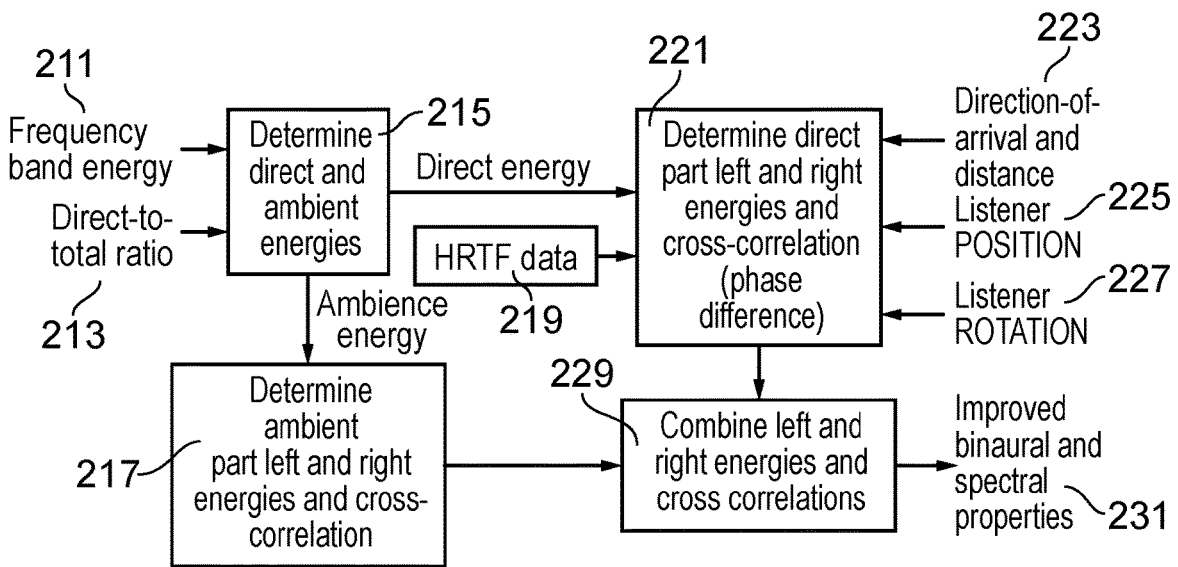 211
Frequency
band energy
Direct-to-
total ratio
213
215
Determine
direct and
ambient
energies
Direct energy
HRTF data
219
Ambience
energy
217
Determine
ambient
part left and right
energies and cross-
correlation
221
Determine direct
part left and right
energies and
cross-correlation
(phase
difference)
223
Direction-of-
arrival and
distance
Listener
POSITION
225
Listener
ROTATION
227
229
Combine left and
right energies and
cross correlations
Improved
binaural and
spectral
properties
231